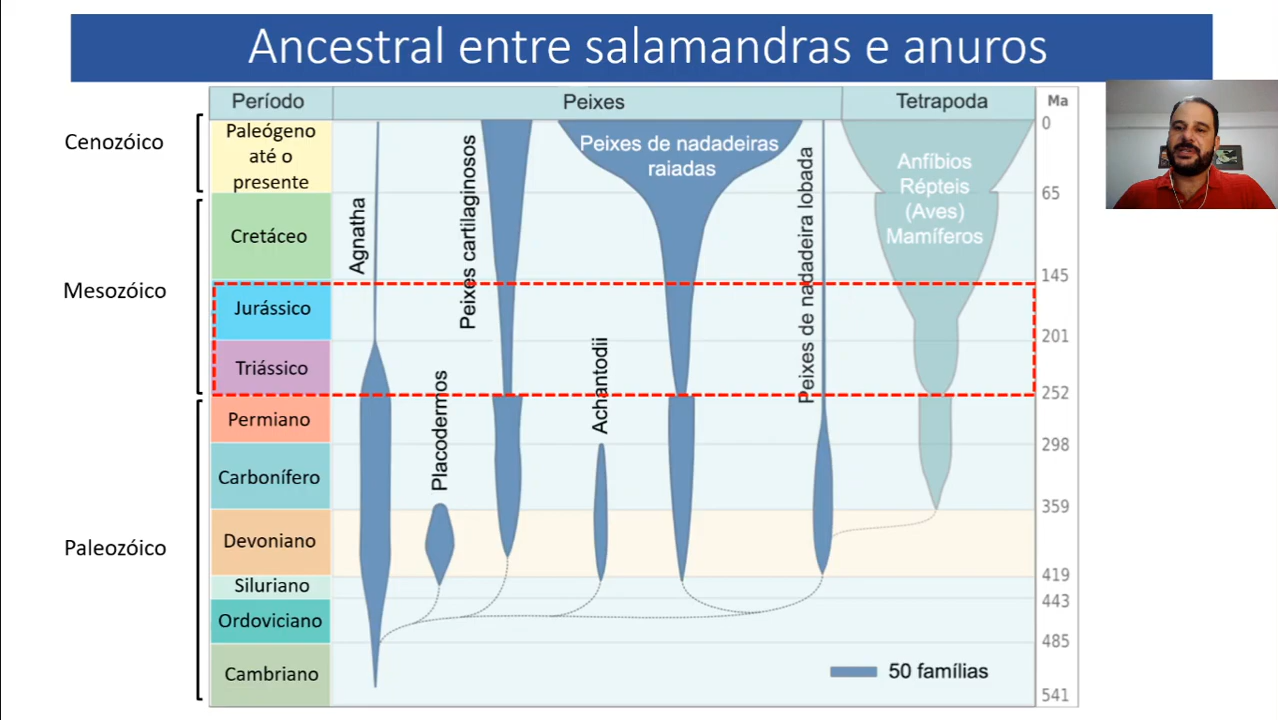 Ancestral entre salamandras e anuros
Período
Peixes
Tetrapoda
Ma
Cenozóico
Mesozóico
Paleozóico
Paleógeno
até o
presente
Cretáceo
Jurássico
Triássico
Permiano
Carbonífero
Devoniano
Siluriano
Ordoviciano
Cambriano
Agnatha
Placodermos
Peixes cartilaginosos
Achantodii
Peixes de nadadeiras
raiadas
Peixes de nadadeira lobada
Anfíbios
Répteis
(Aves)
Mamíferos
0
65
145
201
252
298
359
419
443
485
541
50 famílias